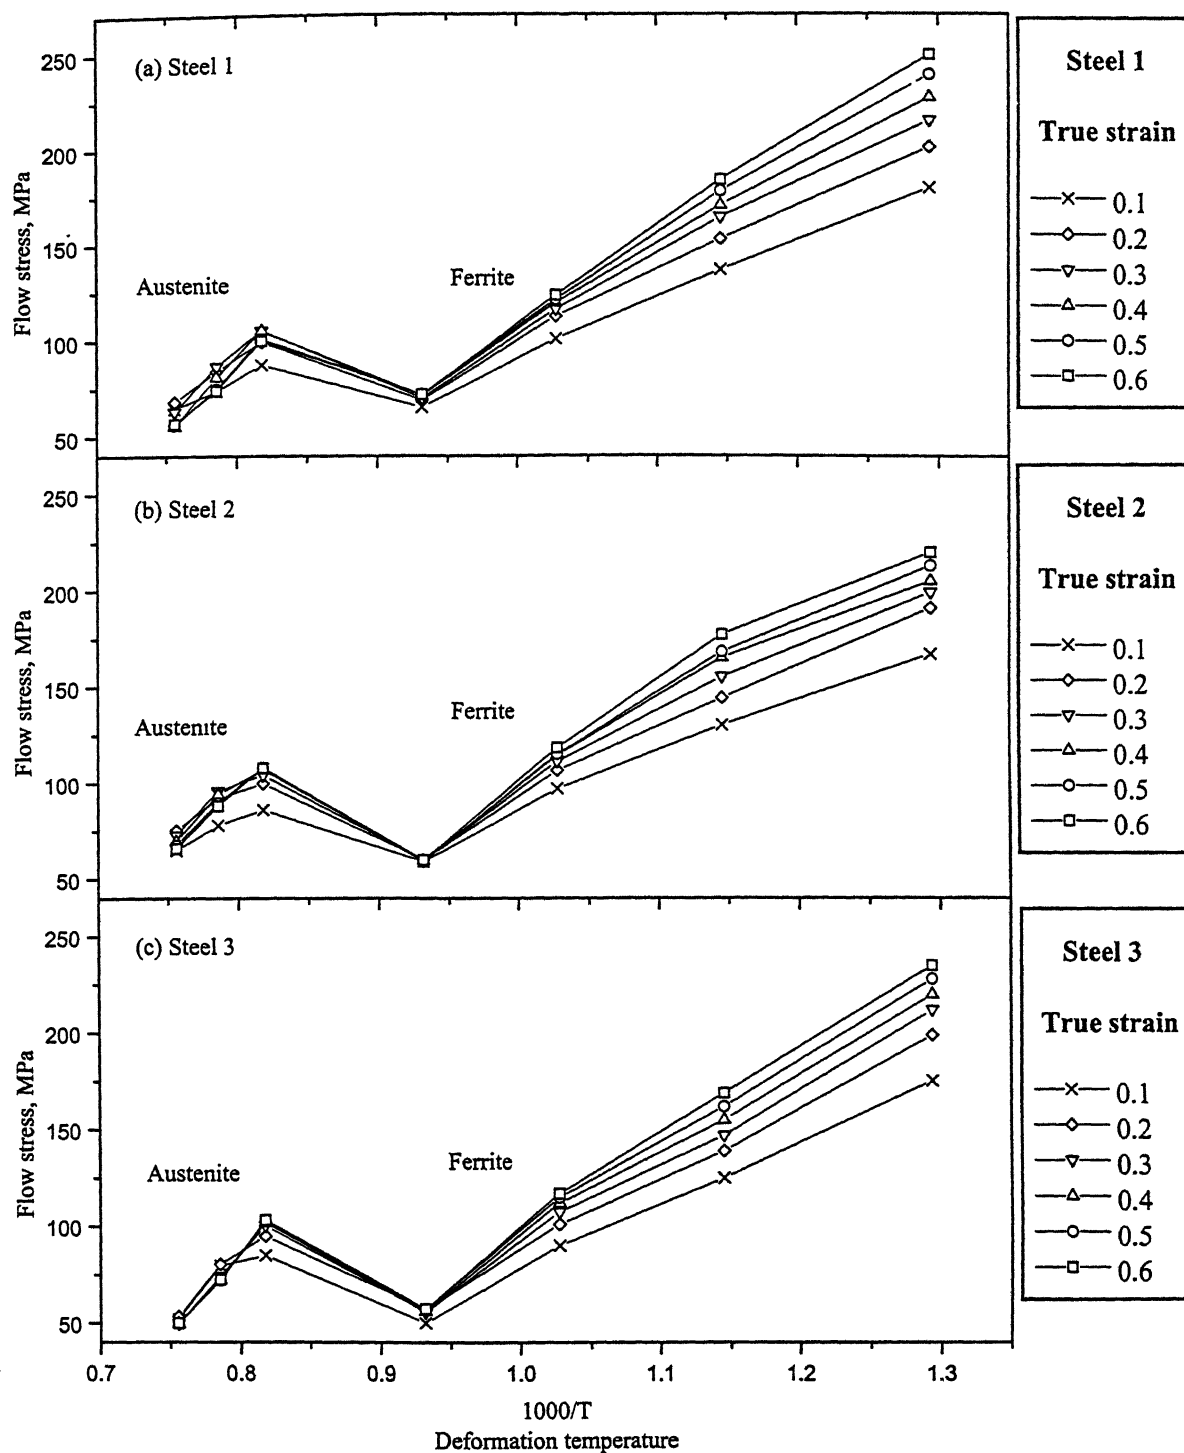 (a) Steel 1
Flow stress, MPa
250
200
150
100
50
Austenite
Ferrite
Steel 1
True strain
0.1
0.2
0.3
0.4
0.5
0.6
(b) Steel 2
Flow stress, MPa
250
200
150
100
50
Austenite
Ferrite
Steel 2
True strain
0.1
0.2
0.3
0.4
0.5
0.6
(c) Steel 3
Flow stress, MPa
250
200
150
100
50
Austenite
Ferrite
Steel 3
True strain
0.1
0.2
0.3
0.4
0.5
0.6
0.7 0.8 0.9 1.0 1.1 1.2 1.3
1000/T
Deformation temperature